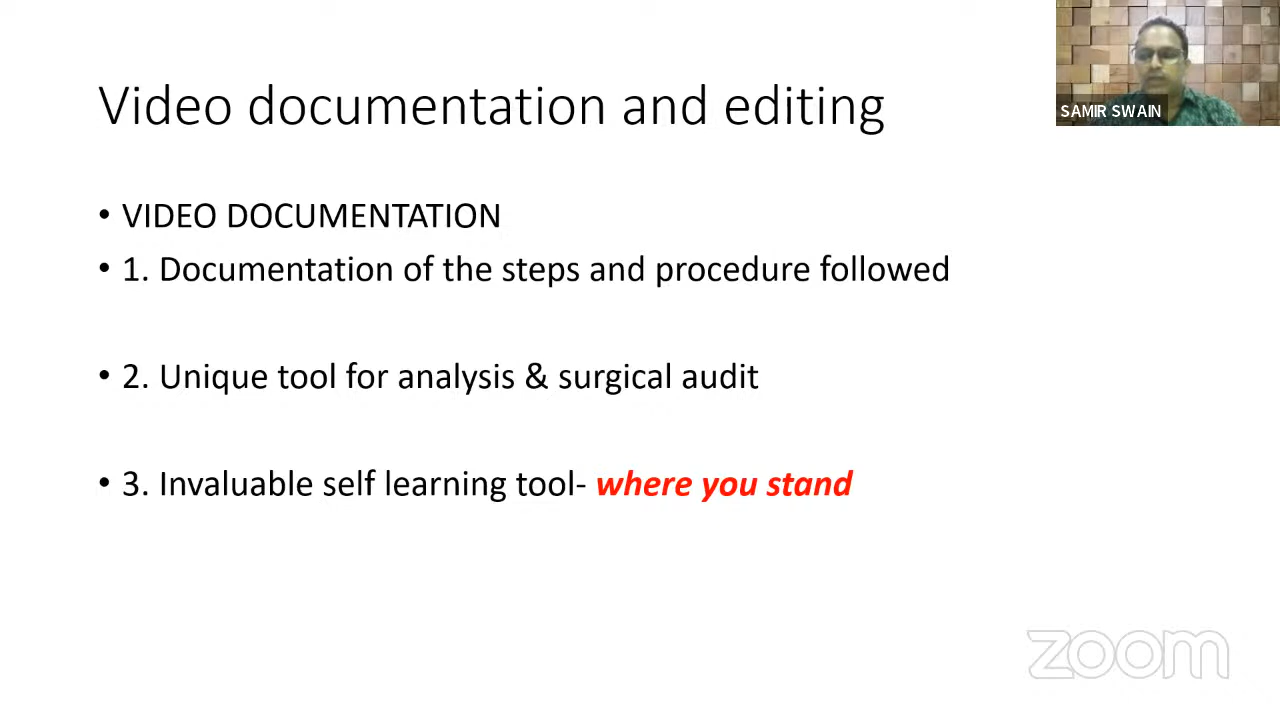 Video documentation and editing
SAMIR SWAIN
• VIDEO DOCUMENTATION
• 1. Documentation of the steps and procedure followed
• 2. Unique tool for analysis & surgical audit
• 3. Invaluable self learning tool- where you stand
zoom